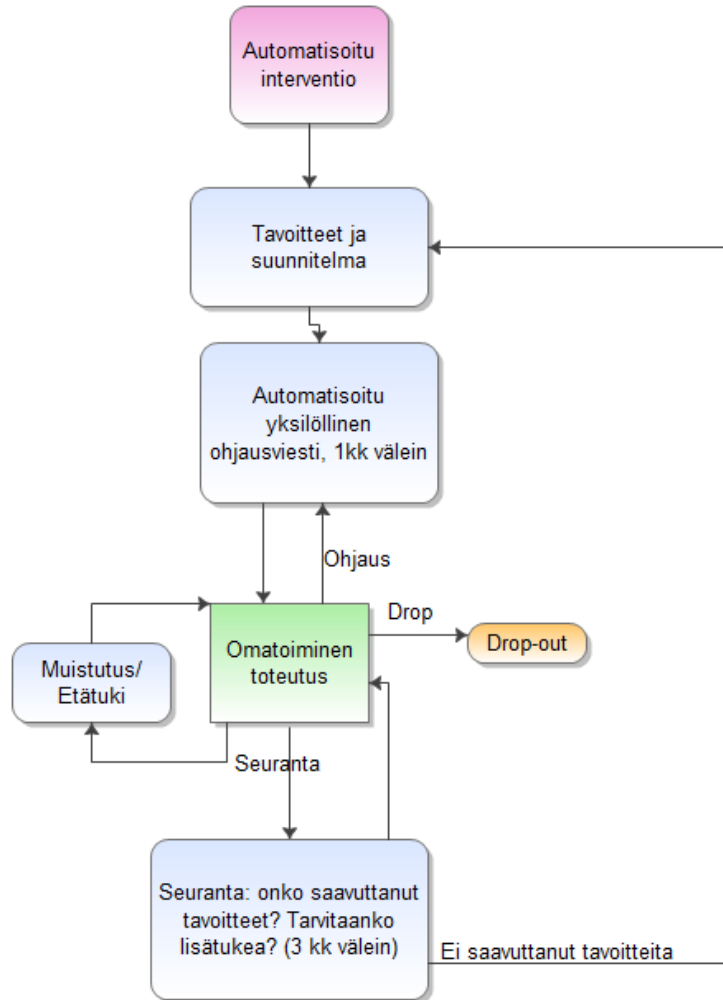 Automatisoitu
interventio
Tavoitteet ja
suunnitelma
Automatisoitu
yksilöllinen
ohjausviesti, 1kk välein
Ohjaus
Drop
Drop-out
Omatoiminen
toteutus
Muistutus/
Etätuki
Seuranta
Seuranta: onko saavuttanut
tavoitteet? Tarvitaanko
lisätukea? (3 kk välein)
Ei saavuttanut tavoitteita